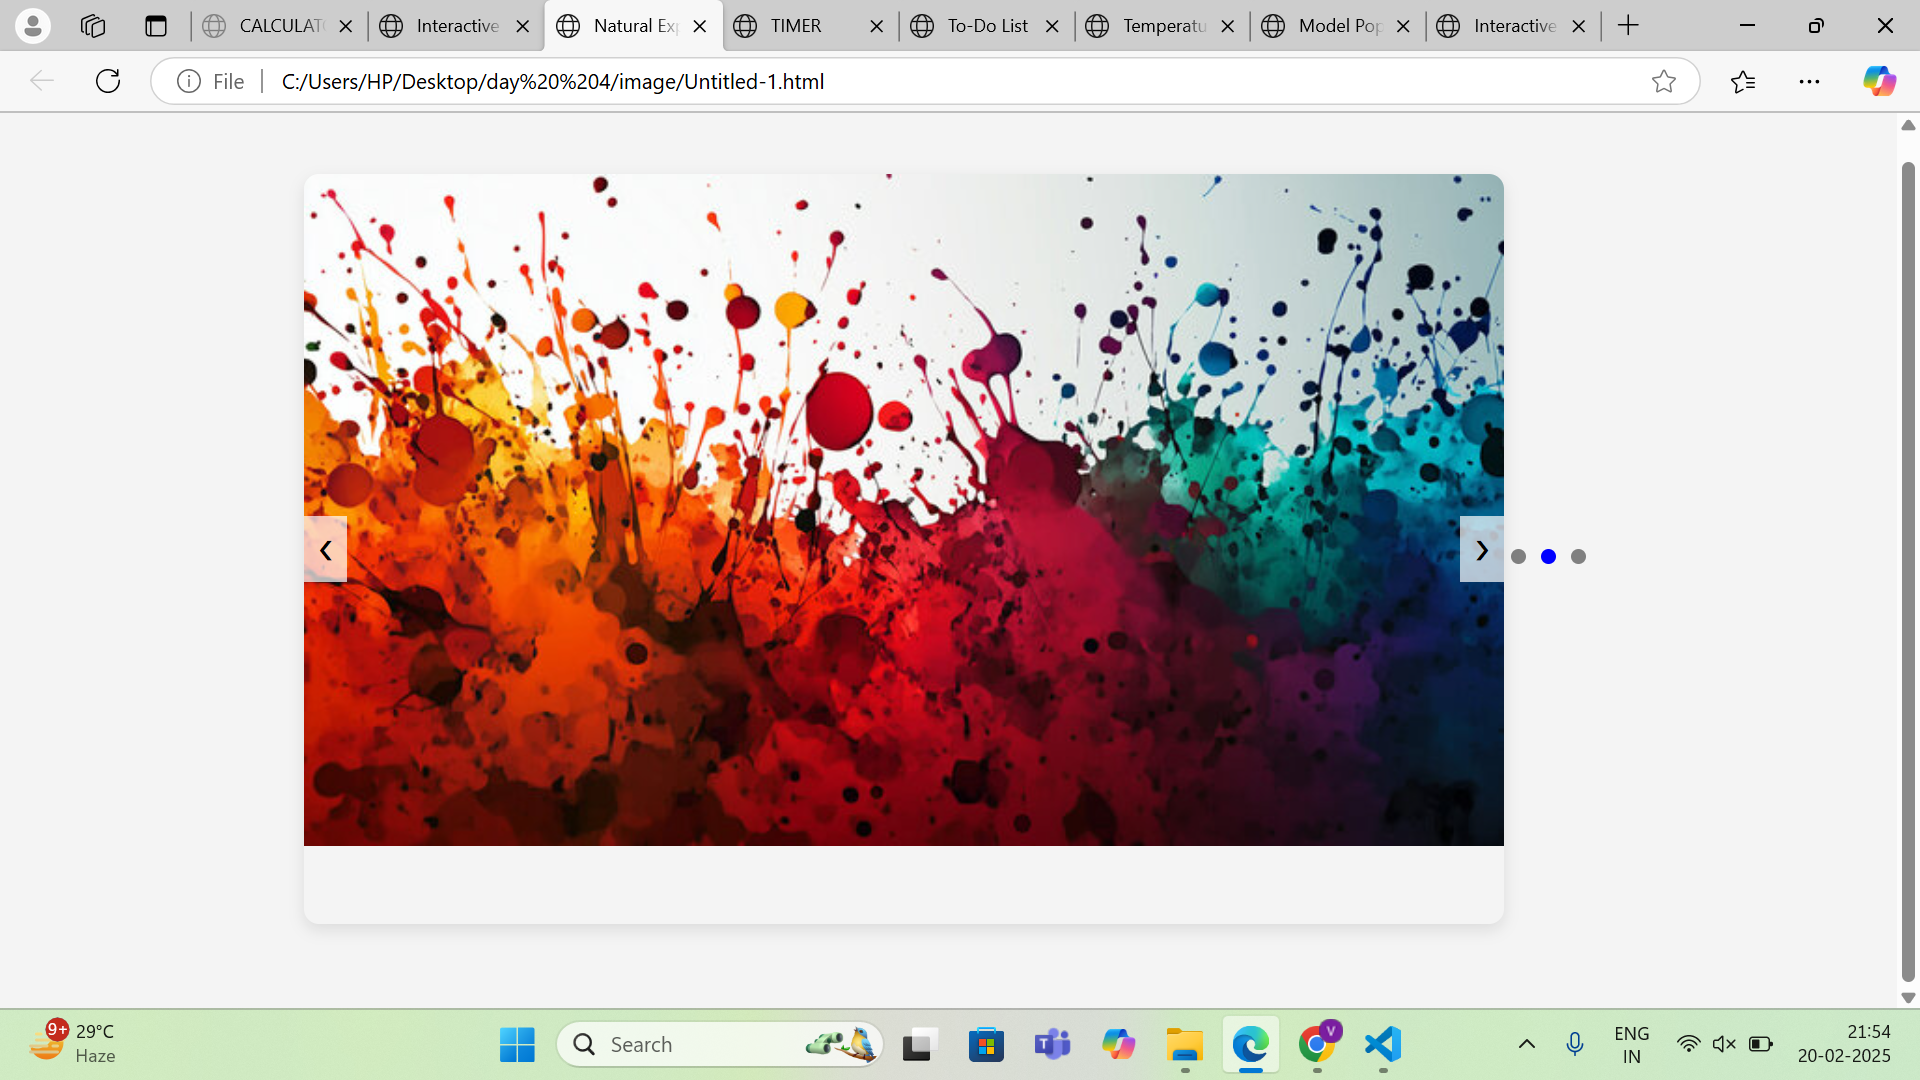 CALCULAT
Interactive
Natural Exp
TIMER
To-Do List
Temperatu
Model Pop
Interactive
File
C:/Users/HP/Desktop/day%20%204/image/Untitled-1.html
❮
❯
9+
29°C
Haze
Search
T
V
ENG
IN
21:54
20-02-2025